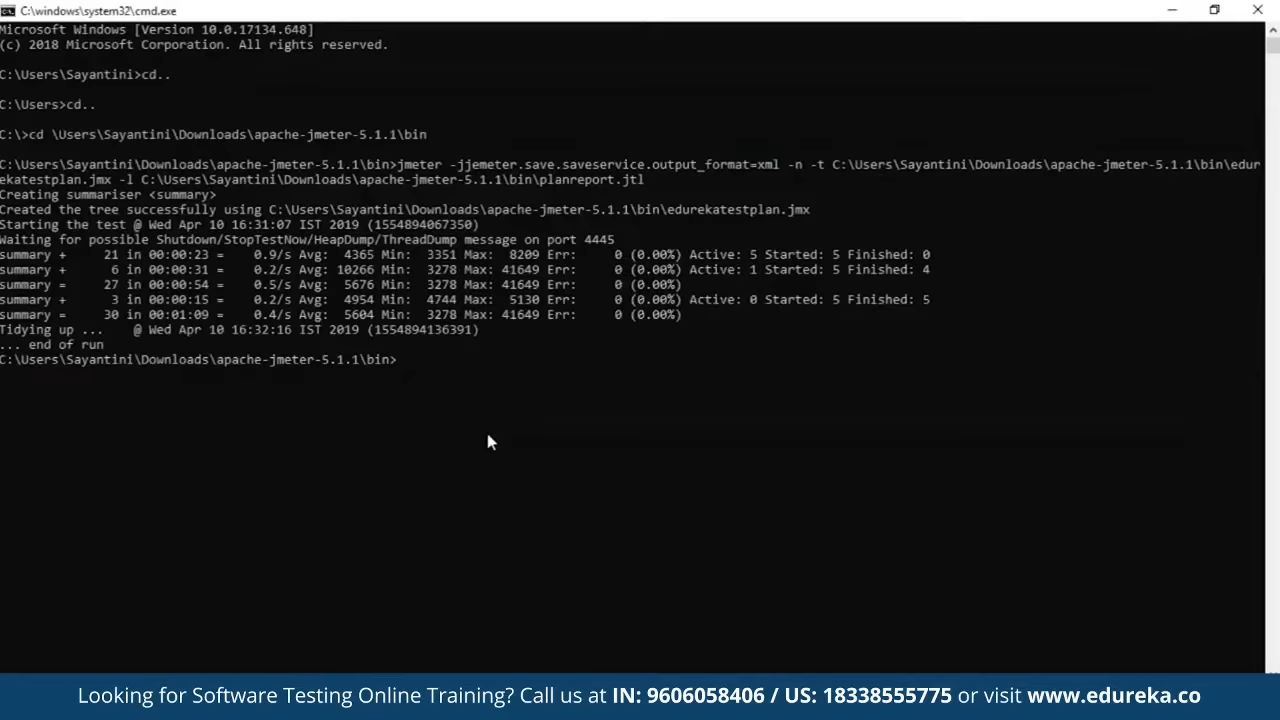 C:\windows\system32\cmd.exe
Microsoft Windows [Version 10.0.17134.648]
(c) 2018 Microsoft Corporation. All rights reserved.
C:\Users\Sayantini>cd..
C:\Users>cd..
C:\>cd \Users\Sayantini\Downloads\apache-jmeter-5.1.1\bin
C:\Users\Sayantini\Downloads\apache-jmeter-5.1.1\bin>jmeter -jjemeter.save.saveservice.output_format=xml -n -t C:\Users\Sayantini\Downloads\apache-jmeter-5.1.1\bin\edur
ekatestplan.jmx -l C:\Users\Sayantini\Downloads\apache-jmeter-5.1.1\bin\planreport.jtl
Creating summariser <summary>
Created the tree successfully using C:\Users\Sayantini\Downloads\apache-jmeter-5.1.1\bin\edurekatestplan.jmx
Starting the test @ Wed Apr 10 16:31:07 IST 2019 (1554894067350)
Waiting for possible Shutdown/StopTestNow/HeapDump/ThreadDump message on port 4445
summary +     21 in 00:00:23 =    0.9/s Avg:  4365 Min:  3351 Max:  8209 Err:     0 (0.00%) Active: 5 Started: 5 Finished: 0
summary +      6 in 00:00:31 =    0.2/s Avg: 10266 Min:  3278 Max: 41649 Err:     0 (0.00%) Active: 1 Started: 5 Finished: 4
summary =     27 in 00:00:54 =    0.5/s Avg:  5676 Min:  3278 Max: 41649 Err:     0 (0.00%)
summary +      3 in 00:00:15 =    0.2/s Avg:  4954 Min:  4744 Max:  5130 Err:     0 (0.00%) Active: 0 Started: 5 Finished: 5
summary =     30 in 00:01:09 =    0.4/s Avg:  5604 Min:  3278 Max: 41649 Err:     0 (0.00%)
Tidying up ...    @ Wed Apr 10 16:32:16 IST 2019 (1554894136391)
... end of run
C:\Users\Sayantini\Downloads\apache-jmeter-5.1.1\bin>
Looking for Software Testing Online Training? Call us at IN: 9606058406 / US: 18338555775 or visit www.edureka.co